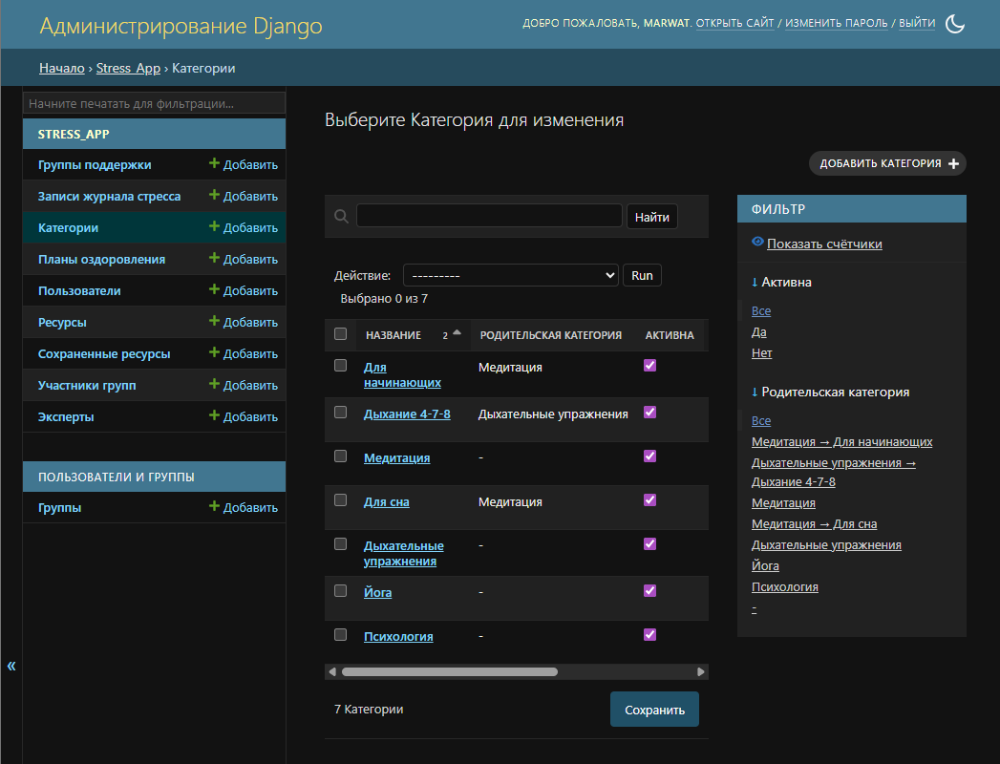 Администрирование Django
ДОБРО ПОЖАЛОВАТЬ, MARWAT. ОТКРЫТЬ САЙТ / ИЗМЕНИТЬ ПАРОЛЬ / ВЫЙТИ
Начало › Stress_App › Категории
Начните печатать для фильтрации...
STRESS_APP
Группы поддержки + Добавить
Записи журнала стресса + Добавить
Категории + Добавить
Планы оздоровления + Добавить
Пользователи + Добавить
Ресурсы + Добавить
Сохраненные ресурсы + Добавить
Участники групп + Добавить
Эксперты + Добавить
ПОЛЬЗОВАТЕЛИ И ГРУППЫ
Группы + Добавить
«
Выберите Категория для изменения
ДОБАВИТЬ КАТЕГОРИЯ +
Найти
Действие: --------- Run
Выбрано 0 из 7
НАЗВАНИЕ 2 РОДИТЕЛЬСКАЯ КАТЕГОРИЯ АКТИВНА
Для Медитация
начинающих
Дыхание 4-7-8 Дыхательные упражнения
Медитация -
Для сна Медитация
Дыхательные -
упражнения
Йога -
Психология -
7 Категории
Сохранить
ФИЛЬТР
Показать счётчики
↓ Активна
Все
Да
Нет
↓ Родительская категория
Все
Медитация → Для начинающих
Дыхательные упражнения →
Дыхание 4-7-8
Медитация
Медитация → Для сна
Дыхательные упражнения
Йога
Психология
-